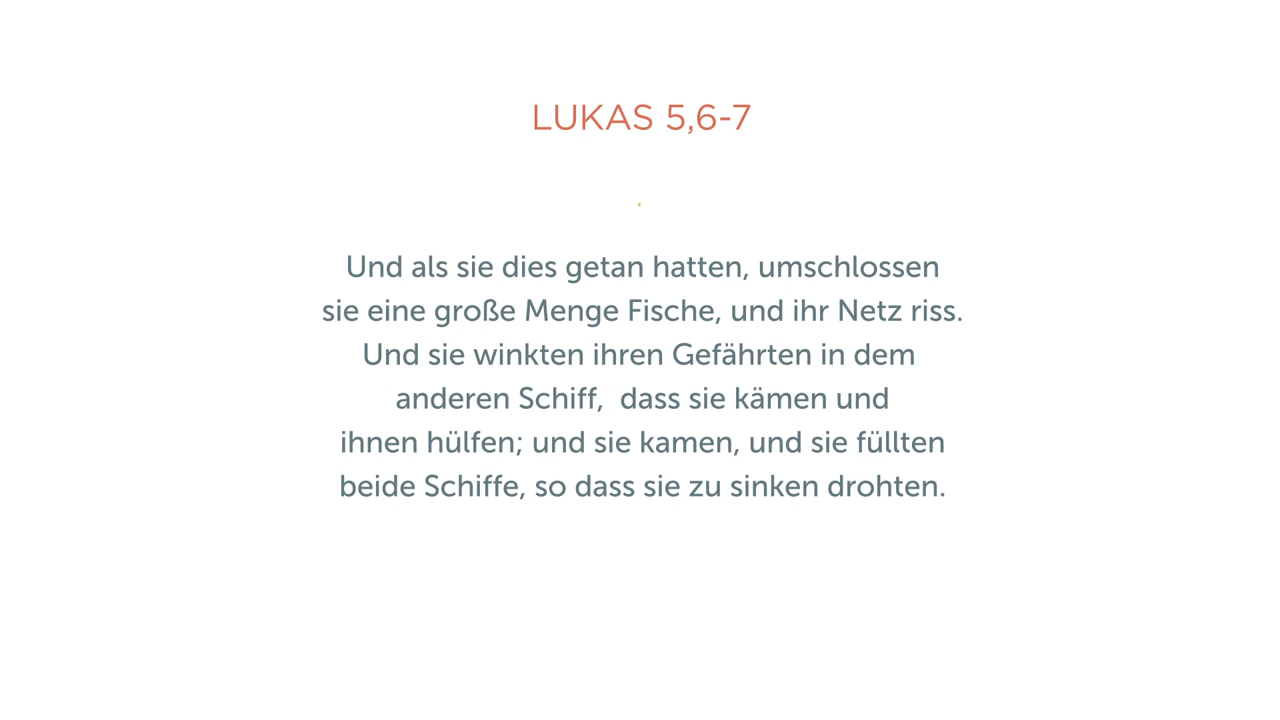 LUKAS 5,6-7
Und als sie dies getan hatten, umschlossen
sie eine große Menge Fische, und ihr Netz riss.
Und sie winkten ihren Gefährten in dem
anderen Schiff,  dass sie kämen und
ihnen hülfen; und sie kamen, und sie füllten
beide Schiffe, so dass sie zu sinken drohten.